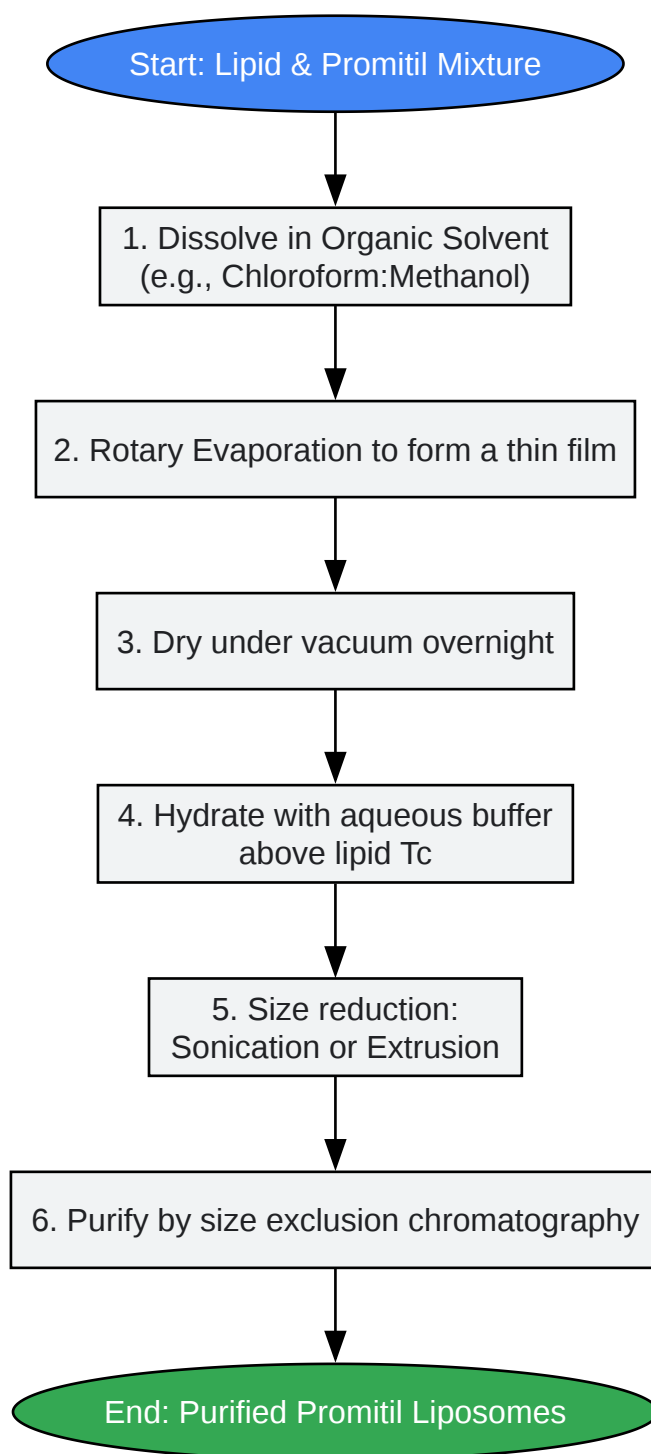 Start: Lipid & Promitil Mixture
1. Dissolve in Organic Solvent
(e.g., Chloroform:Methanol)
2. Rotary Evaporation to form a thin film
3. Dry under vacuum overnight
4. Hydrate with aqueous buffer
above lipid Tc
5. Size reduction:
Sonication or Extrusion
6. Purify by size exclusion chromatography
End: Purified Promitil Liposomes